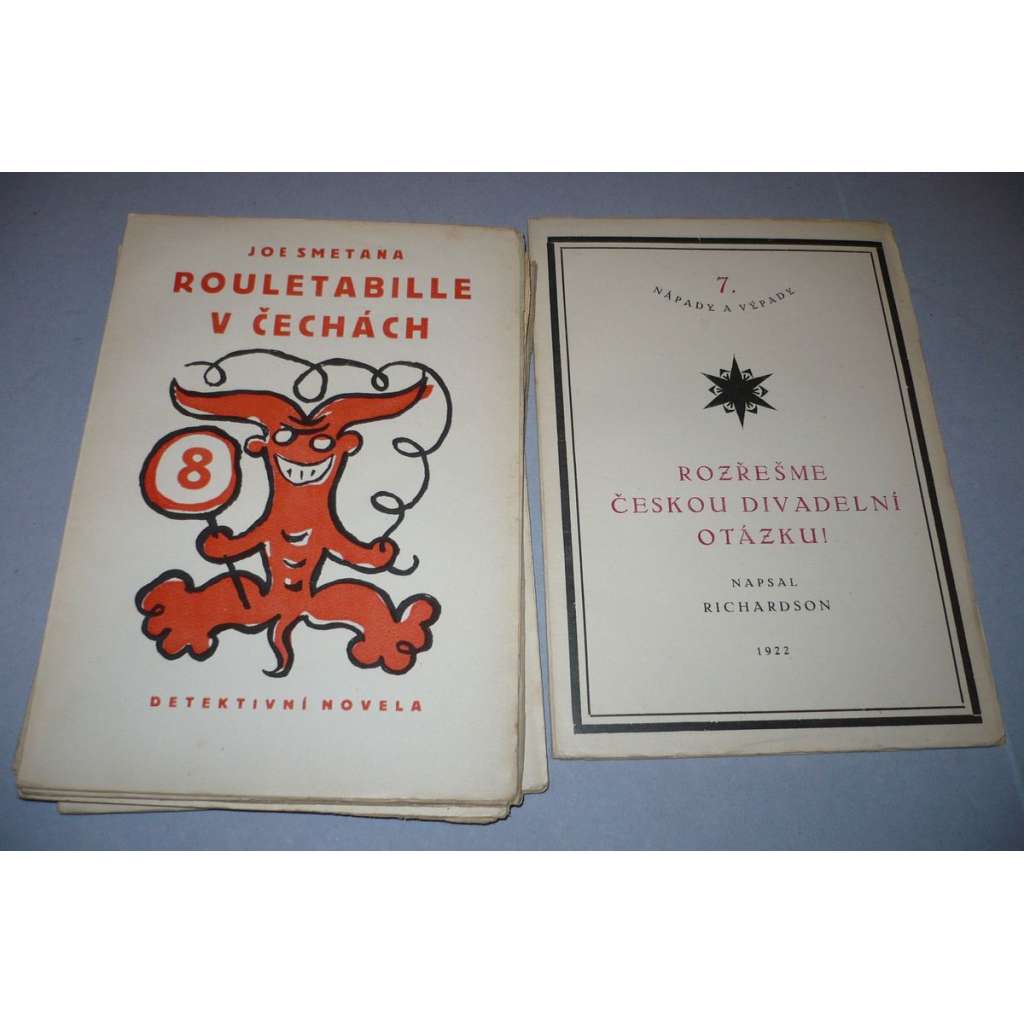 JOE SMETANA
ROULETABILLE
V ČECHÁCH
8
DETEKTIVNÍ NOVELA
7.
NÁPADY A VÝPADY
ROZŘEŠME
ČESKOU DIVADELNÍ
OTÁZKU!
NAPSAL
RICHARDSON
1922